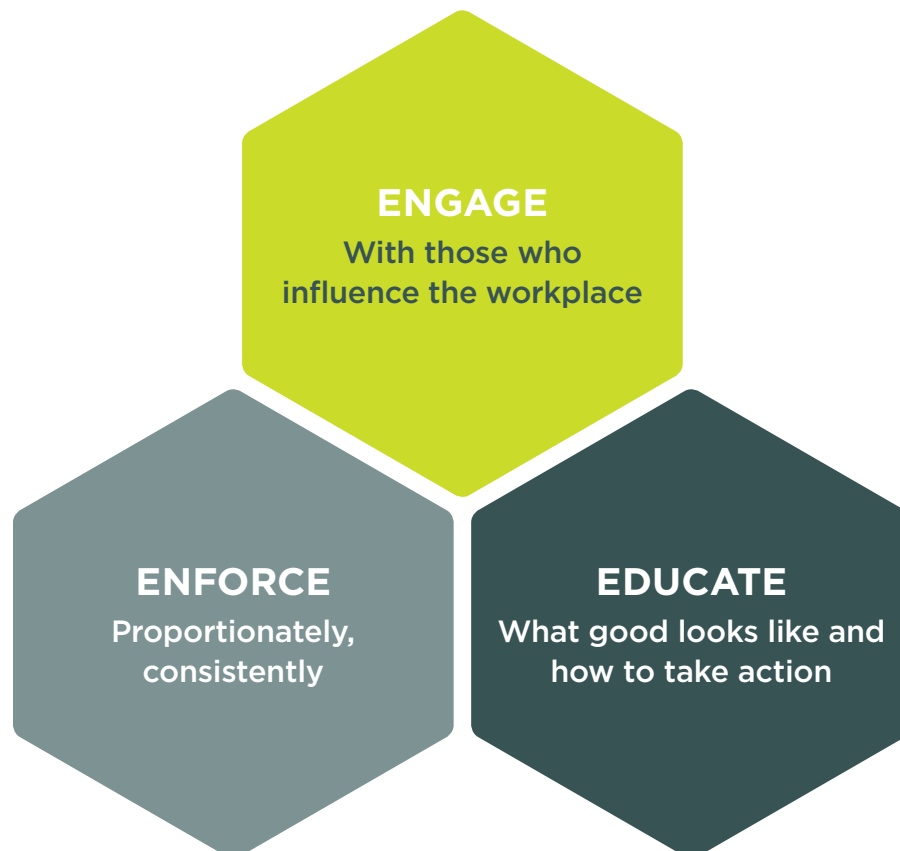 ENGAGE
With those who
influence the workplace
ENFORCE
Proportionately,
consistently
EDUCATE
What good looks like and
how to take action